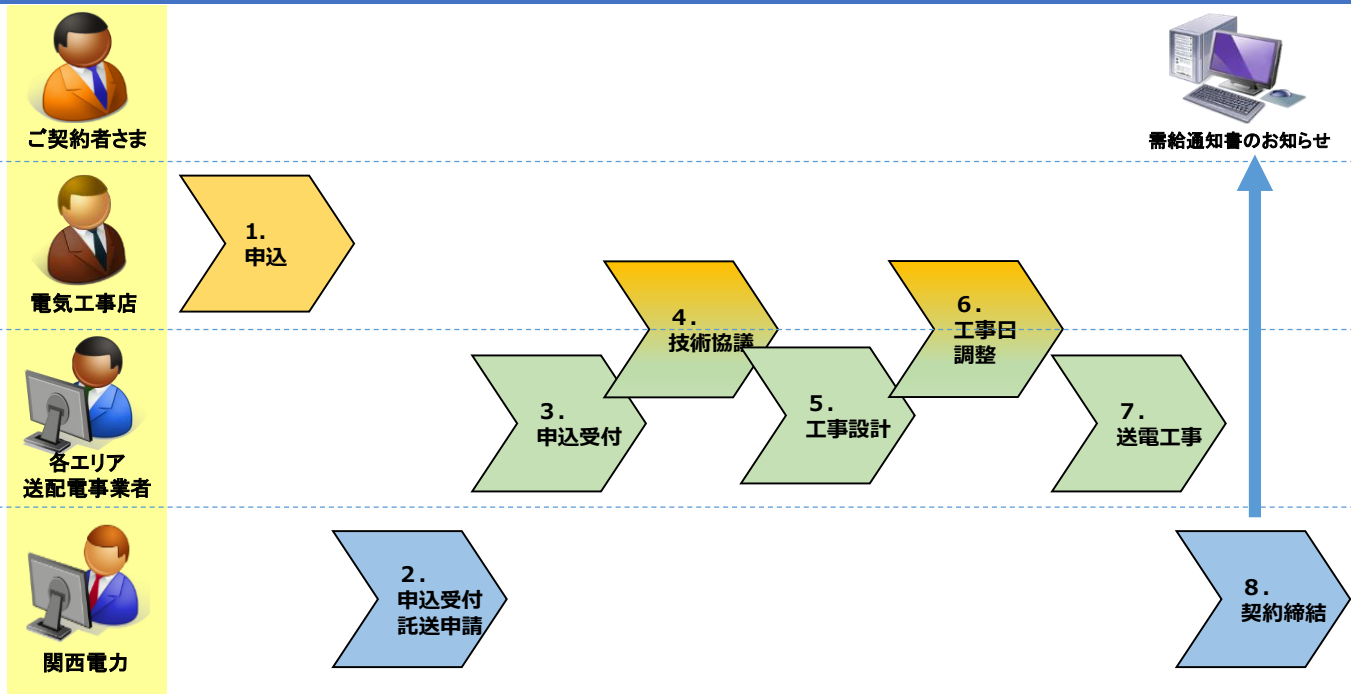 ご契約者さま
需給通知書のお知らせ
電気工事店
1．
申込
4．
技術協議
6．
工事日
調整
各エリア
送配電事業者
3．
申込受付
5．
工事設計
7．
送電工事
関西電力
2．
申込受付
託送申請
8．
契約締結